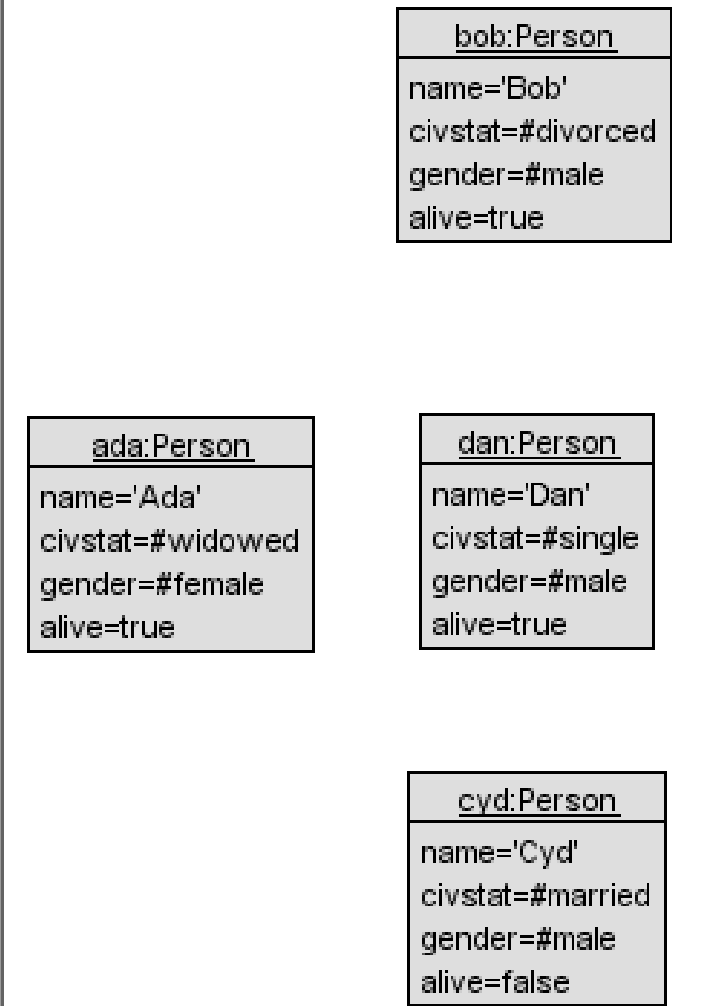 bob:Person
name='Bob'
civstat=#divorced
gender=#male
alive=true
ada:Person
name='Ada'
civstat=#widowed
gender=#female
alive=true
dan:Person
name='Dan'
civstat=#single
gender=#male
alive=true
cyd:Person
name='Cyd'
civstat=#married
gender=#male
alive=false